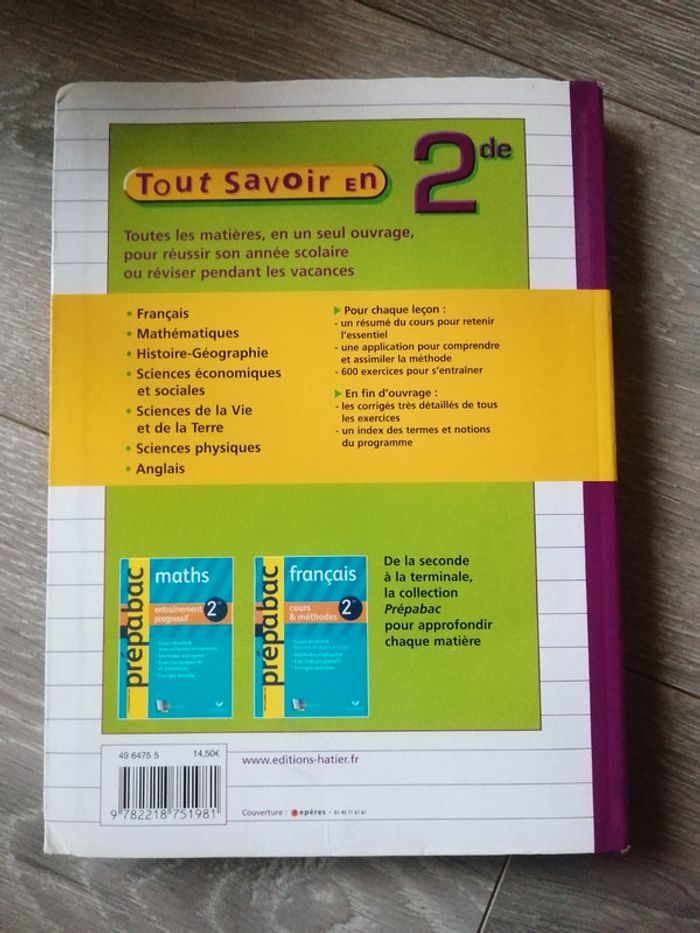 Tout Savoir en 2de
Toutes les matières, en un seul ouvrage,
pour réussir son année scolaire
ou réviser pendant les vacances
• Français
• Mathématiques
• Histoire-Géographie
• Sciences économiques
et sociales
• Sciences de la Vie
et de la Terre
• Sciences physiques
• Anglais
Pour chaque leçon :
- un résumé du cours pour retenir
l'essentiel
- une application pour comprendre
et assimiler la méthode
- 600 exercices pour s'entraîner
En fin d'ouvrage :
- les corrigés très détaillés de tous
les exercices
- un index des termes et notions
du programme
prépabac
maths
entraînement
progressif
2de
prépabac
français
cours
& méthodes
2de
De la seconde
à la terminale,
la collection
Prépabac
pour approfondir
chaque matière
49 6475 5 14,50€
9 782218 751981
www.editions-hatier.fr
Couverture : Repères